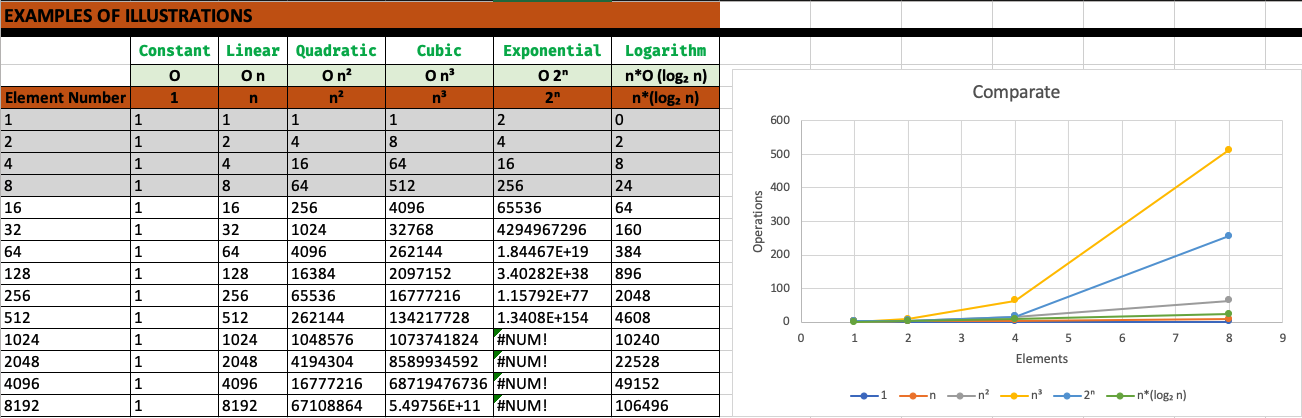 EXAMPLES OF ILLUSTRATIONS
Constant Linear Quadratic Cubic Exponential Logarithm
O O n O n² O n³ O 2ⁿ n*O (log₂ n)
Element Number 1 n n² n³ 2ⁿ n*(log₂ n)
1 1 1 1 1 2 0
2 1 2 4 8 4 2
4 1 4 16 64 16 8
8 1 8 64 512 256 24
16 1 16 256 4096 65536 64
32 1 32 1024 32768 4294967296 160
64 1 64 4096 262144 1.84467E+19 384
128 1 128 16384 2097152 3.40282E+38 896
256 1 256 65536 16777216 1.15792E+77 2048
512 1 512 262144 134217728 1.3408E+154 4608
1024 1 1024 1048576 1073741824 #NUM! 10240
2048 1 2048 4194304 8589934592 #NUM! 22528
4096 1 4096 16777216 68719476736 #NUM! 49152
8192 1 8192 67108864 5.49756E+11 #NUM! 106496
Comparate
Operations
600
500
400
300
200
100
0
0 1 2 3 4 5 6 7 8 9
Elements
1 n n² n³ 2ⁿ n*(log₂ n)